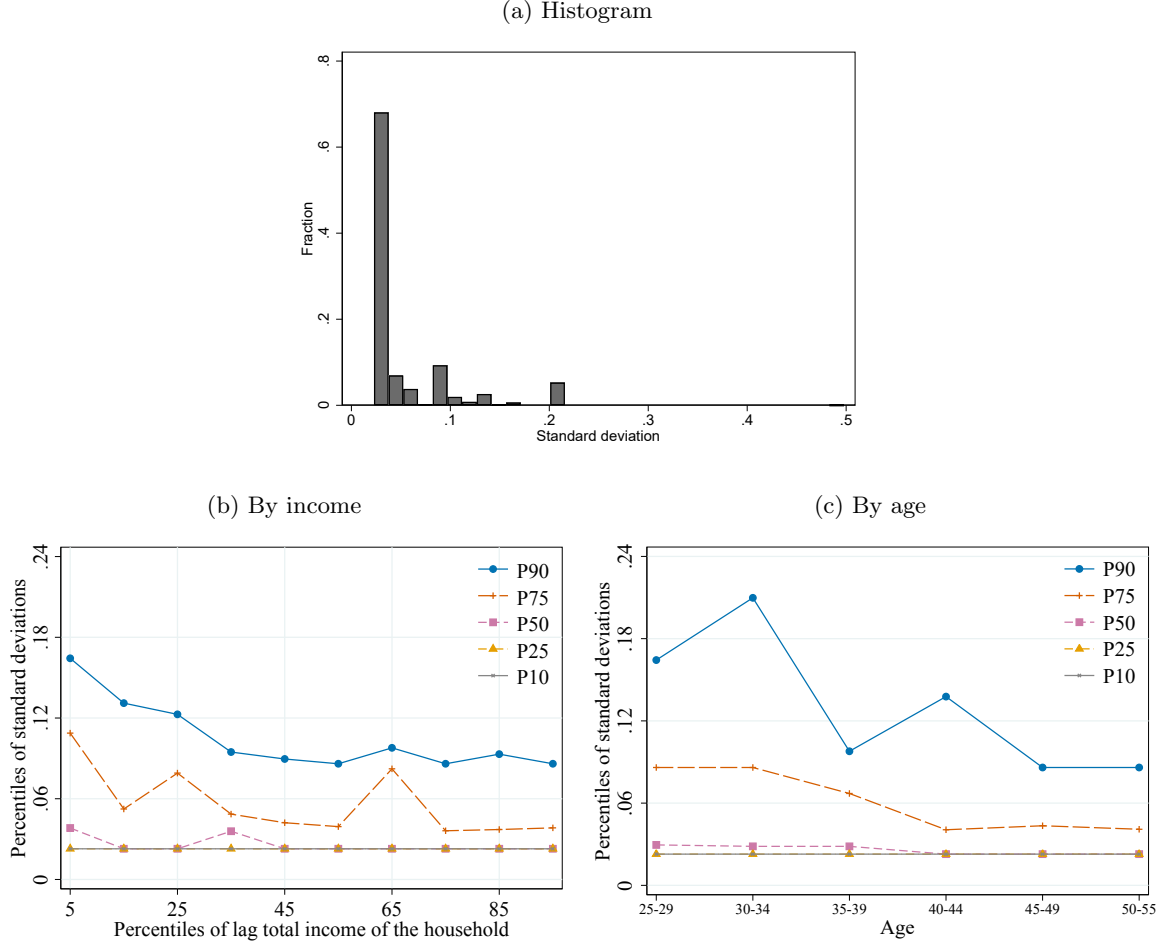 (a) Histogram
.8
.6
.4
.2
0
Fraction
0 .1 .2 .3 .4 .5
Standard deviation
(b) By income
.24
.18
.12
.06
0
Percentiles of standard deviations
P90
P75
P50
P25
P10
5 25 45 65 85
Percentiles of lag total income of the household
(c) By age
.24
.18
.12
.06
0
Percentiles of standard deviations
P90
P75
P50
P25
P10
25-29 30-34 35-39 40-44 45-49 50-55
Age